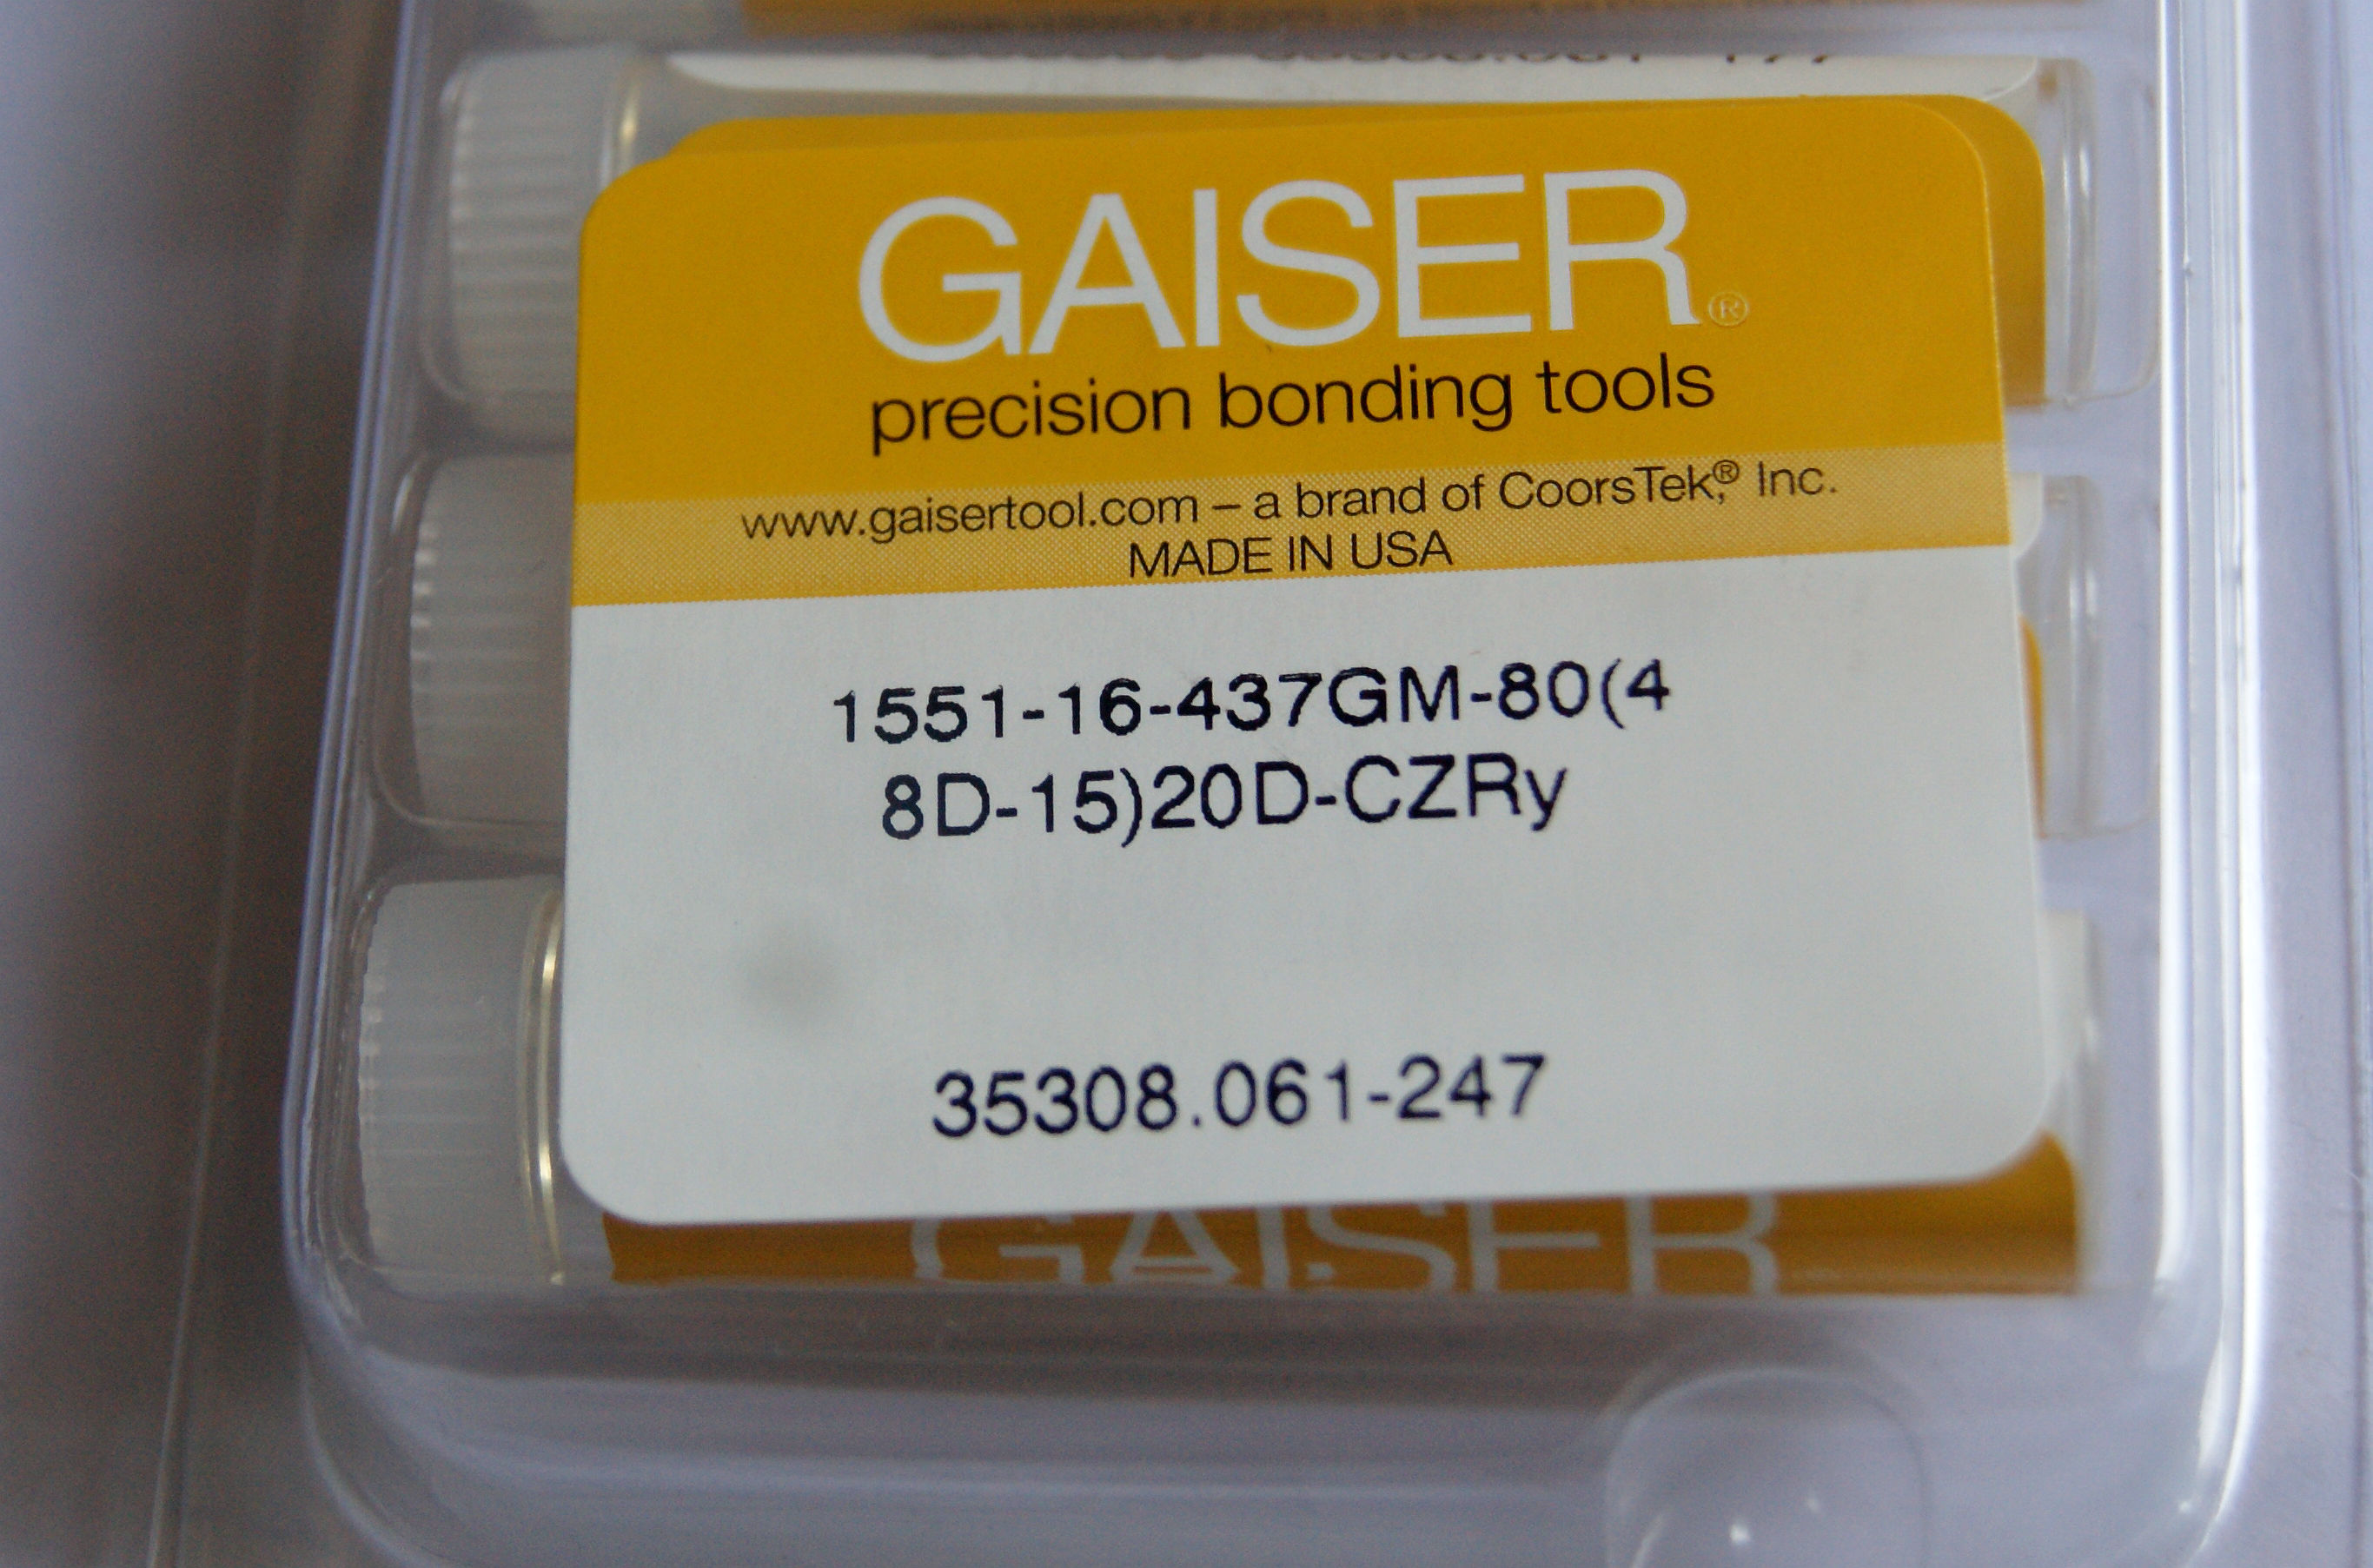 GAISER®
precision bonding tools
www.gaisertool.com – a brand of CoorsTek,® Inc.
MADE IN USA
1551-16-437GM-80(4
8D-15)20D-CZRy
35308.061-247
GAISER